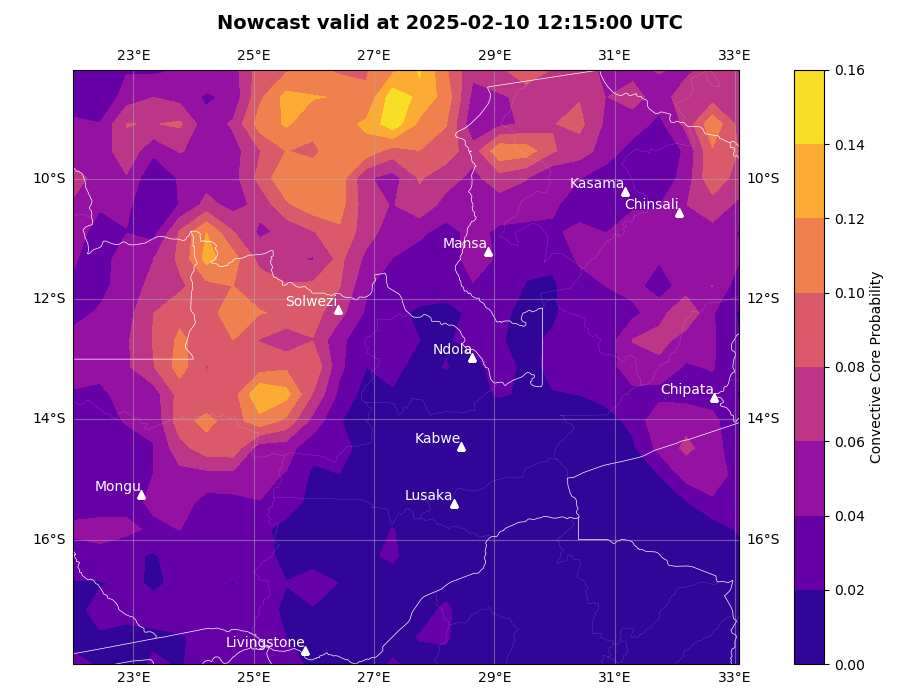 Nowcast valid at 2025-02-10 12:15:00 UTC
23°E 25°E 27°E 29°E 31°E 33°E
0.16
0.14
0.12
0.10
0.08
0.06
0.04
0.02
0.00
Convective Core Probability
10°S 10°S
12°S 12°S
14°S 14°S
16°S 16°S
Kasama
Chinsali
Mansa
Solwezi
Ndola
Chipata
Kabwe
Mongu
Lusaka
Livingstone
23°E 25°E 27°E 29°E 31°E 33°E